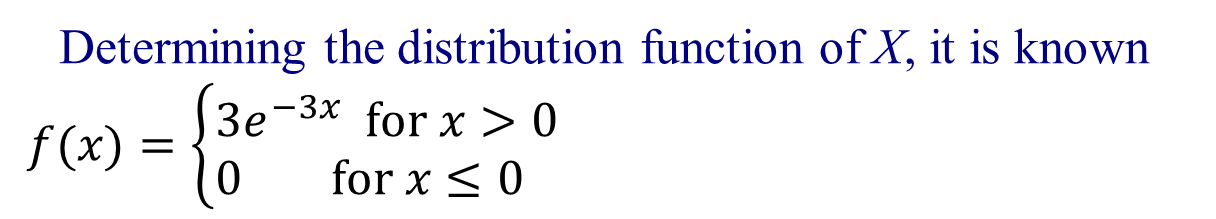 Determining the distribution function of X, it is known
f(x) = {3e⁻³ˣ for x > 0
0 for x ≤ 0